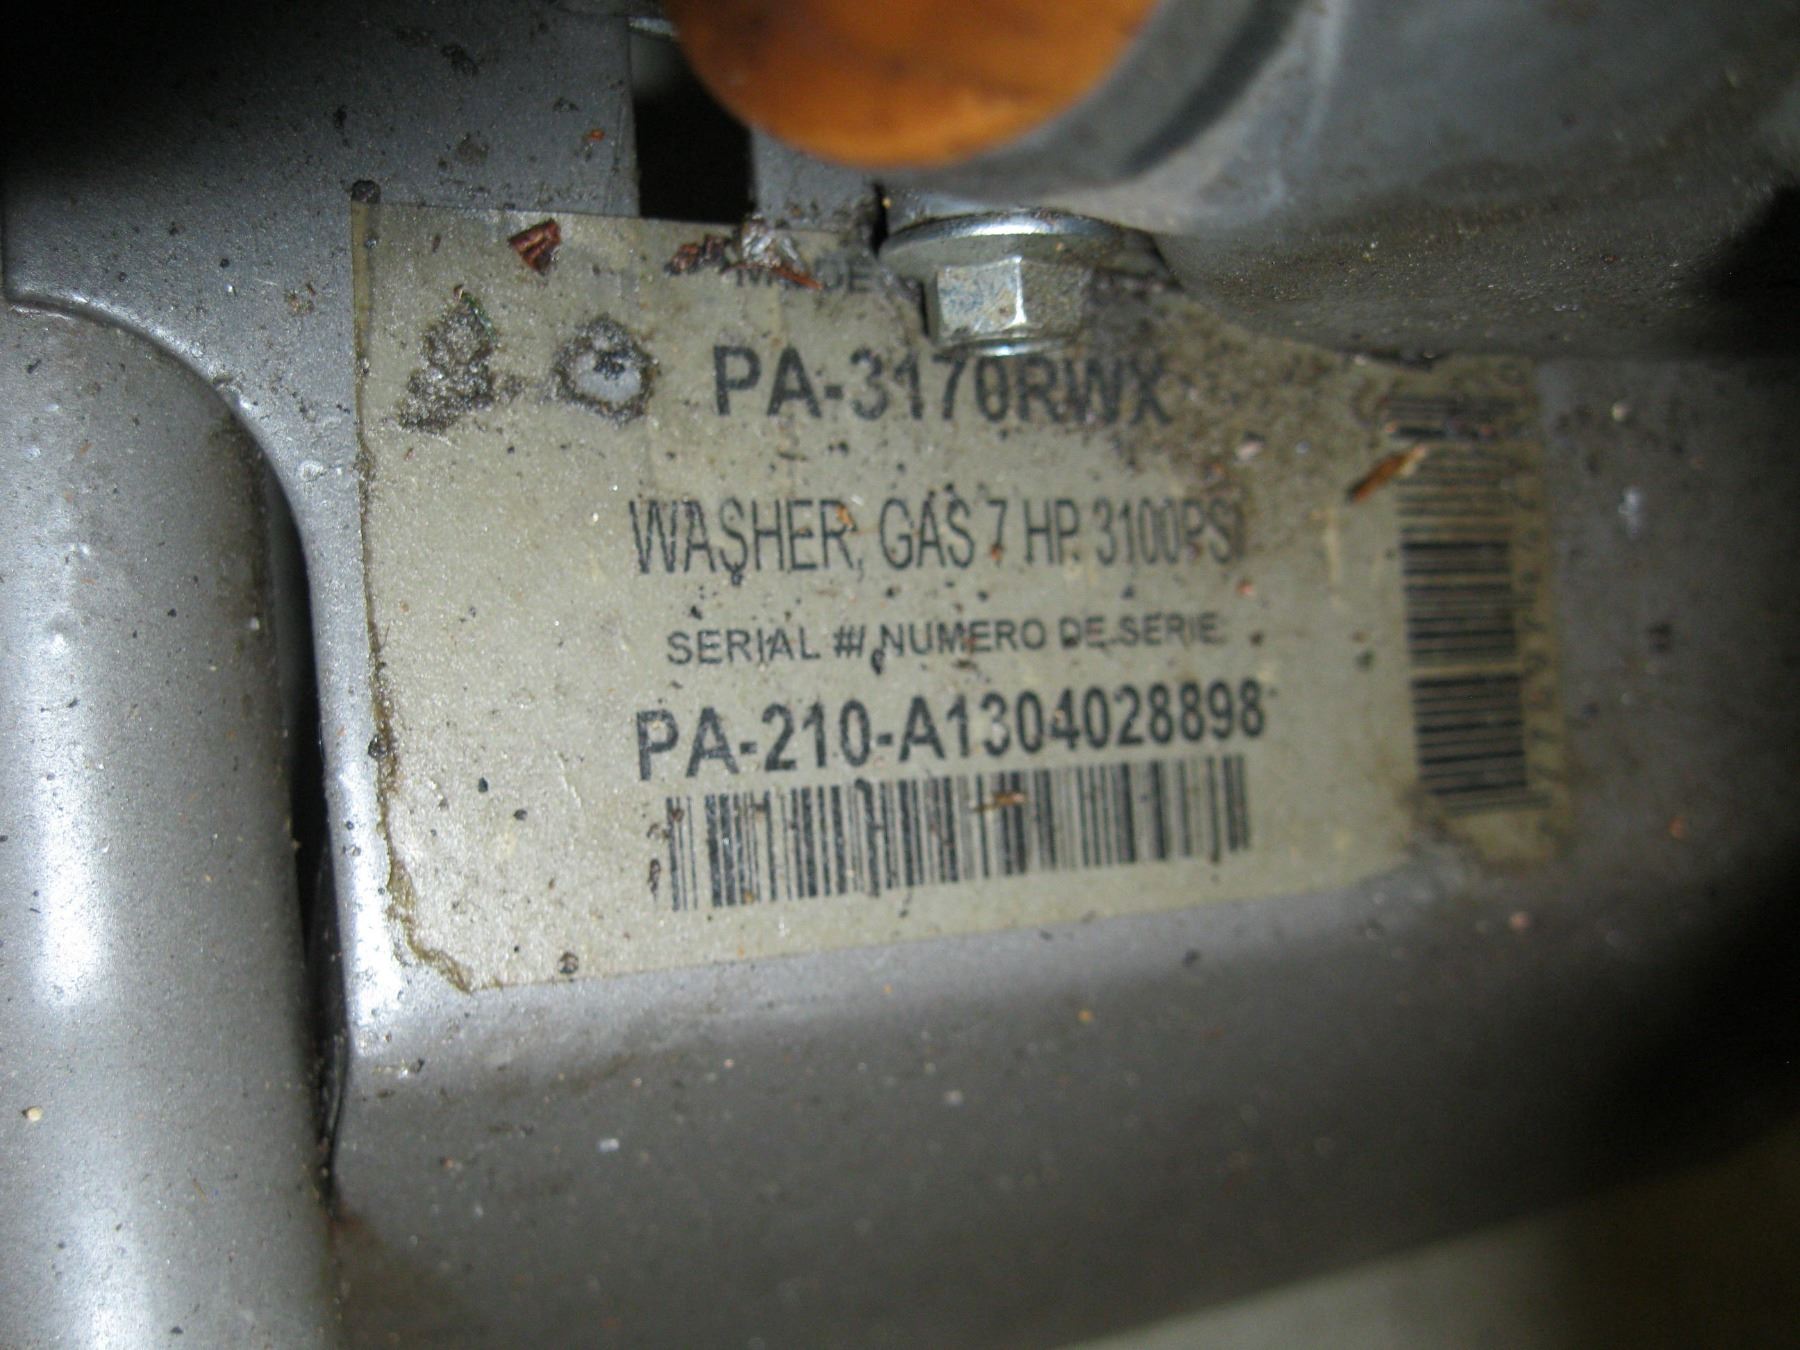 PA-3170RWX
WASHER, GAS 7 HP. 3100PSI
SERIAL #/ NUMERO DE SERIE
PA-210-A1304028898